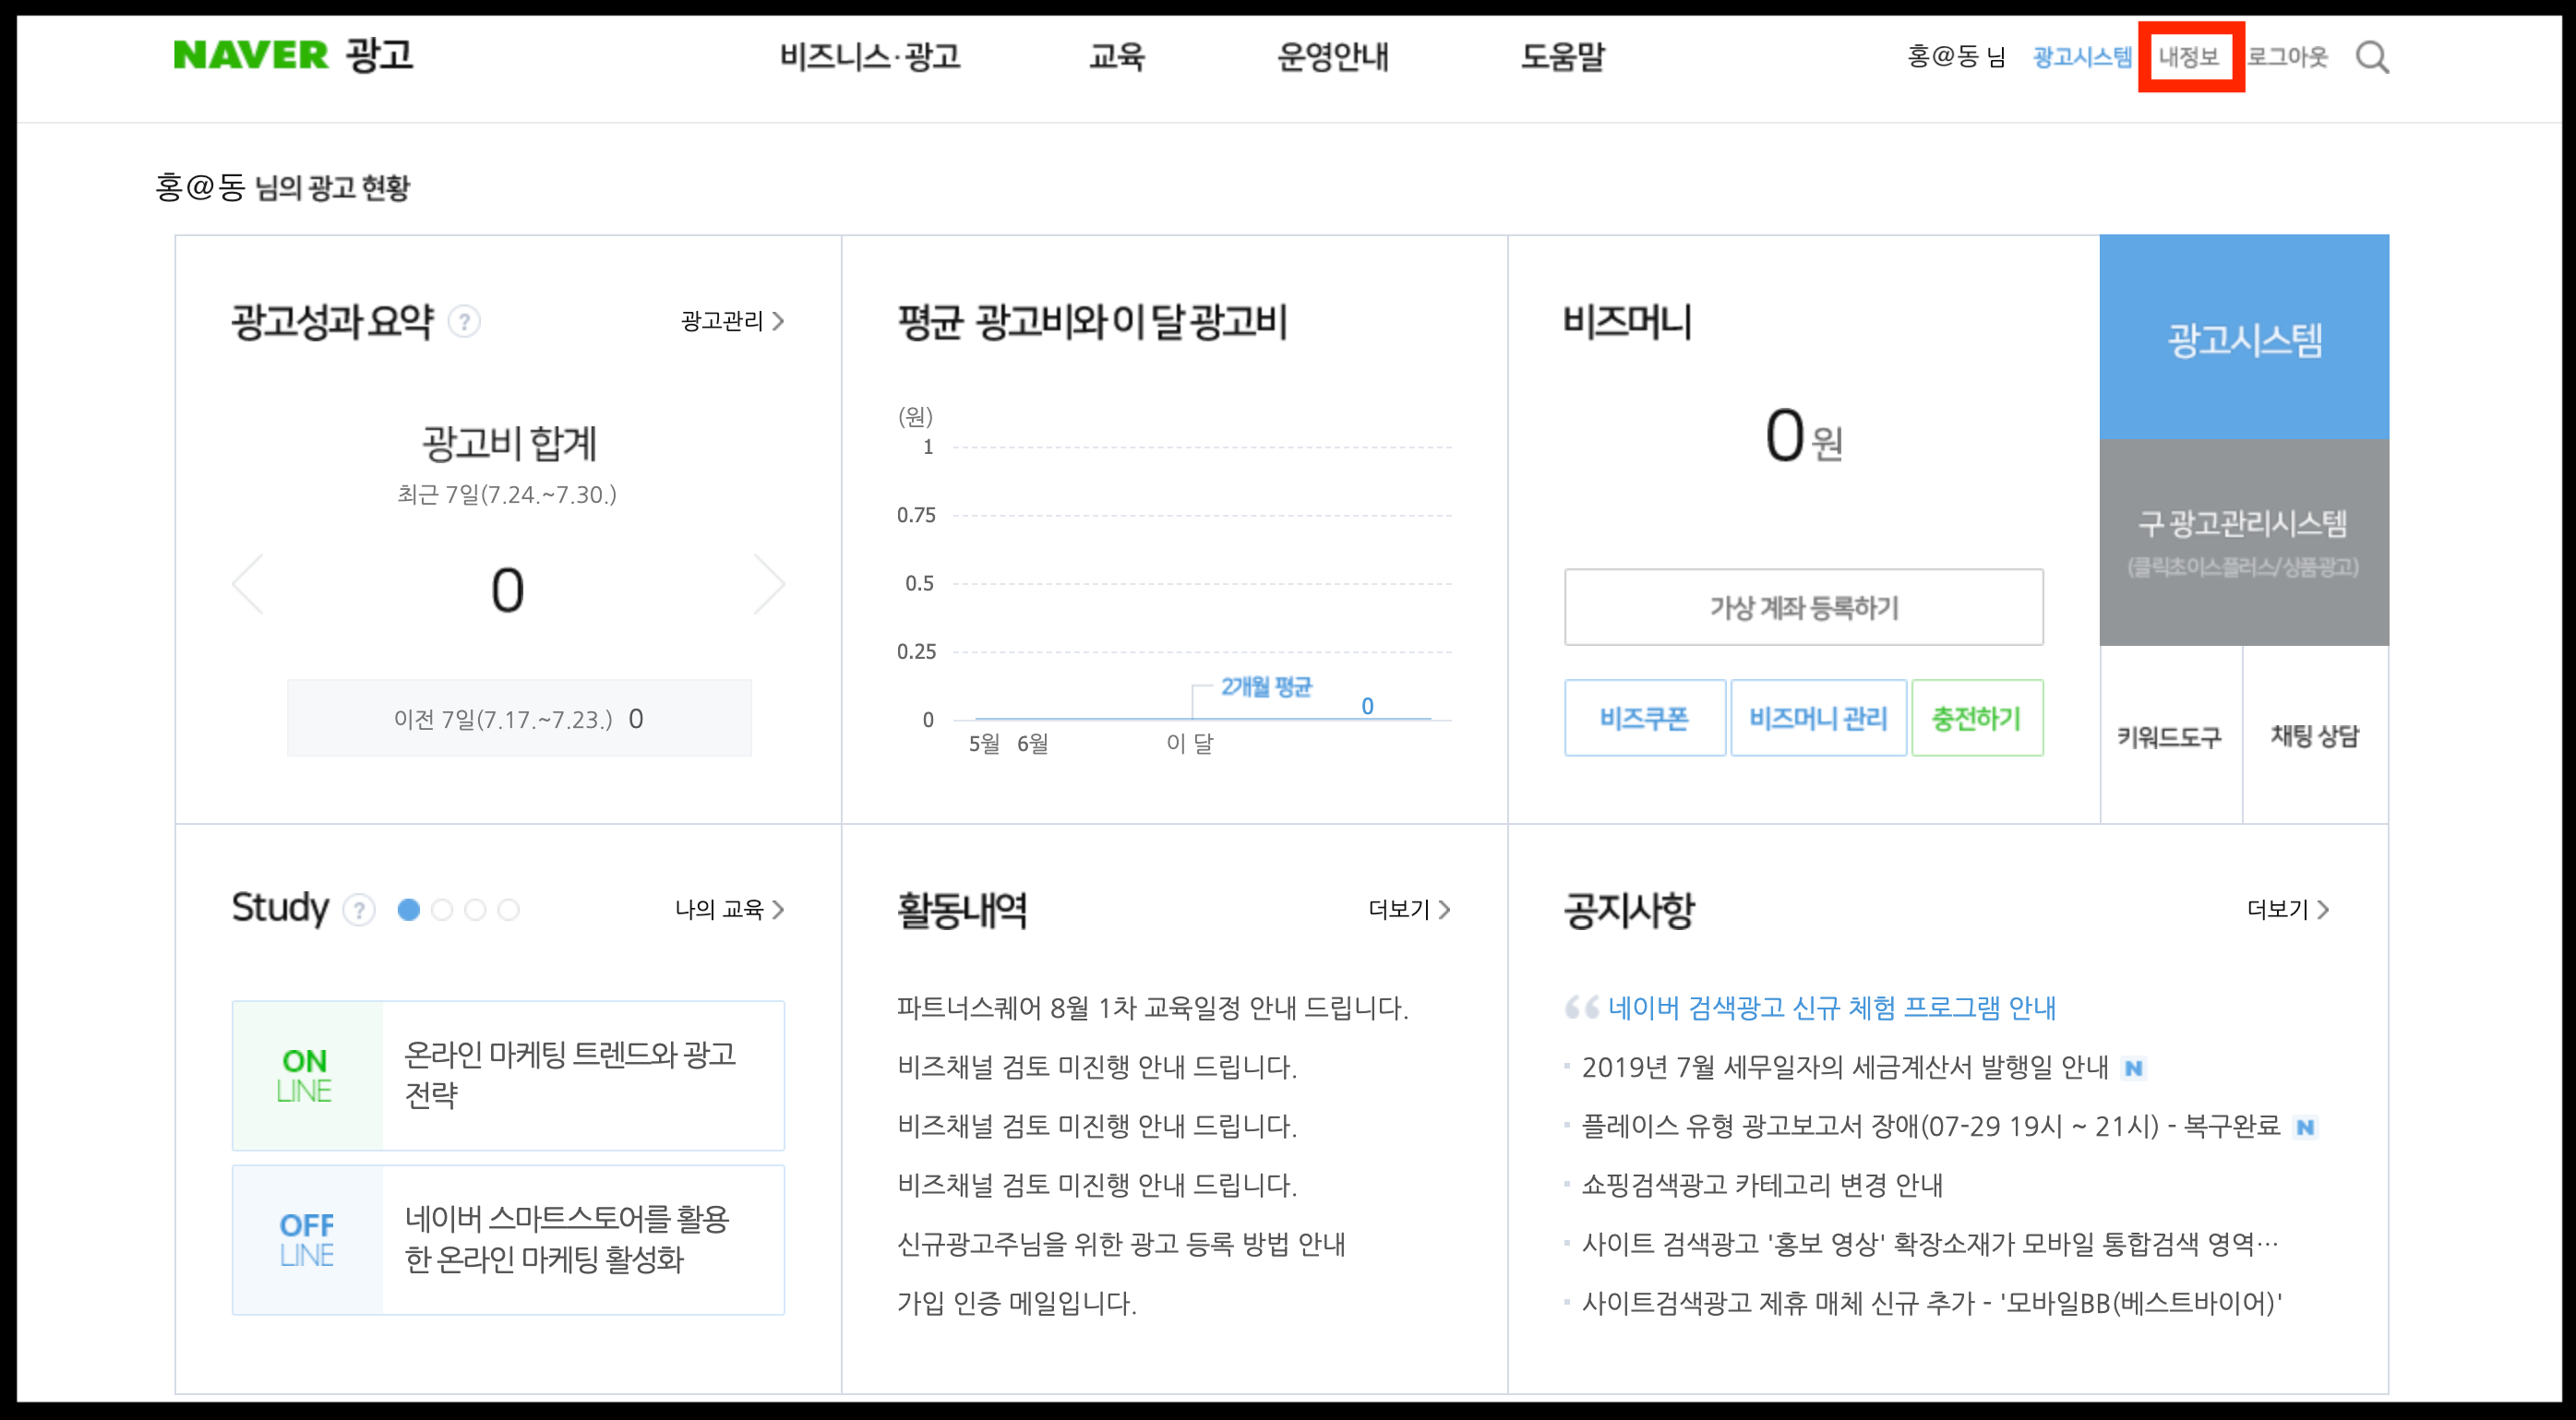 NAVER 광고
비즈니스·광고
교육
운영안내
도움말
홍@동 님
광고시스템
내정보
로그아웃
홍@동 님의 광고 현황
광고성과 요약 ?
광고관리 >
광고비 합계
최근 7일(7.24.~7.30.)
0
이전 7일(7.17.~7.23.) 0
평균 광고비와 이 달 광고비
(원)
1
0.75
0.5
0.25
0
2개월 평균
0
5월 6월 이 달
비즈머니
0 원
가상 계좌 등록하기
비즈쿠폰
비즈머니 관리
충전하기
광고시스템
구 광고관리시스템
(클릭초이스플러스/상품광고)
키워드도구
채팅 상담
Study ?
나의 교육 >
ON
LINE
온라인 마케팅 트렌드와 광고
전략
OFF
LINE
네이버 스마트스토어를 활용
한 온라인 마케팅 활성화
활동내역
더보기 >
파트너스퀘어 8월 1차 교육일정 안내 드립니다.
비즈채널 검토 미진행 안내 드립니다.
비즈채널 검토 미진행 안내 드립니다.
비즈채널 검토 미진행 안내 드립니다.
신규광고주님을 위한 광고 등록 방법 안내
가입 인증 메일입니다.
공지사항
더보기 >
네이버 검색광고 신규 체험 프로그램 안내
2019년 7월 세무일자의 세금계산서 발행일 안내 N
플레이스 유형 광고보고서 장애(07-29 19시 ~ 21시) - 복구완료 N
쇼핑검색광고 카테고리 변경 안내
사이트 검색광고 '홍보 영상' 확장소재가 모바일 통합검색 영역…
사이트검색광고 제휴 매체 신규 추가 - '모바일BB(베스트바이어)'